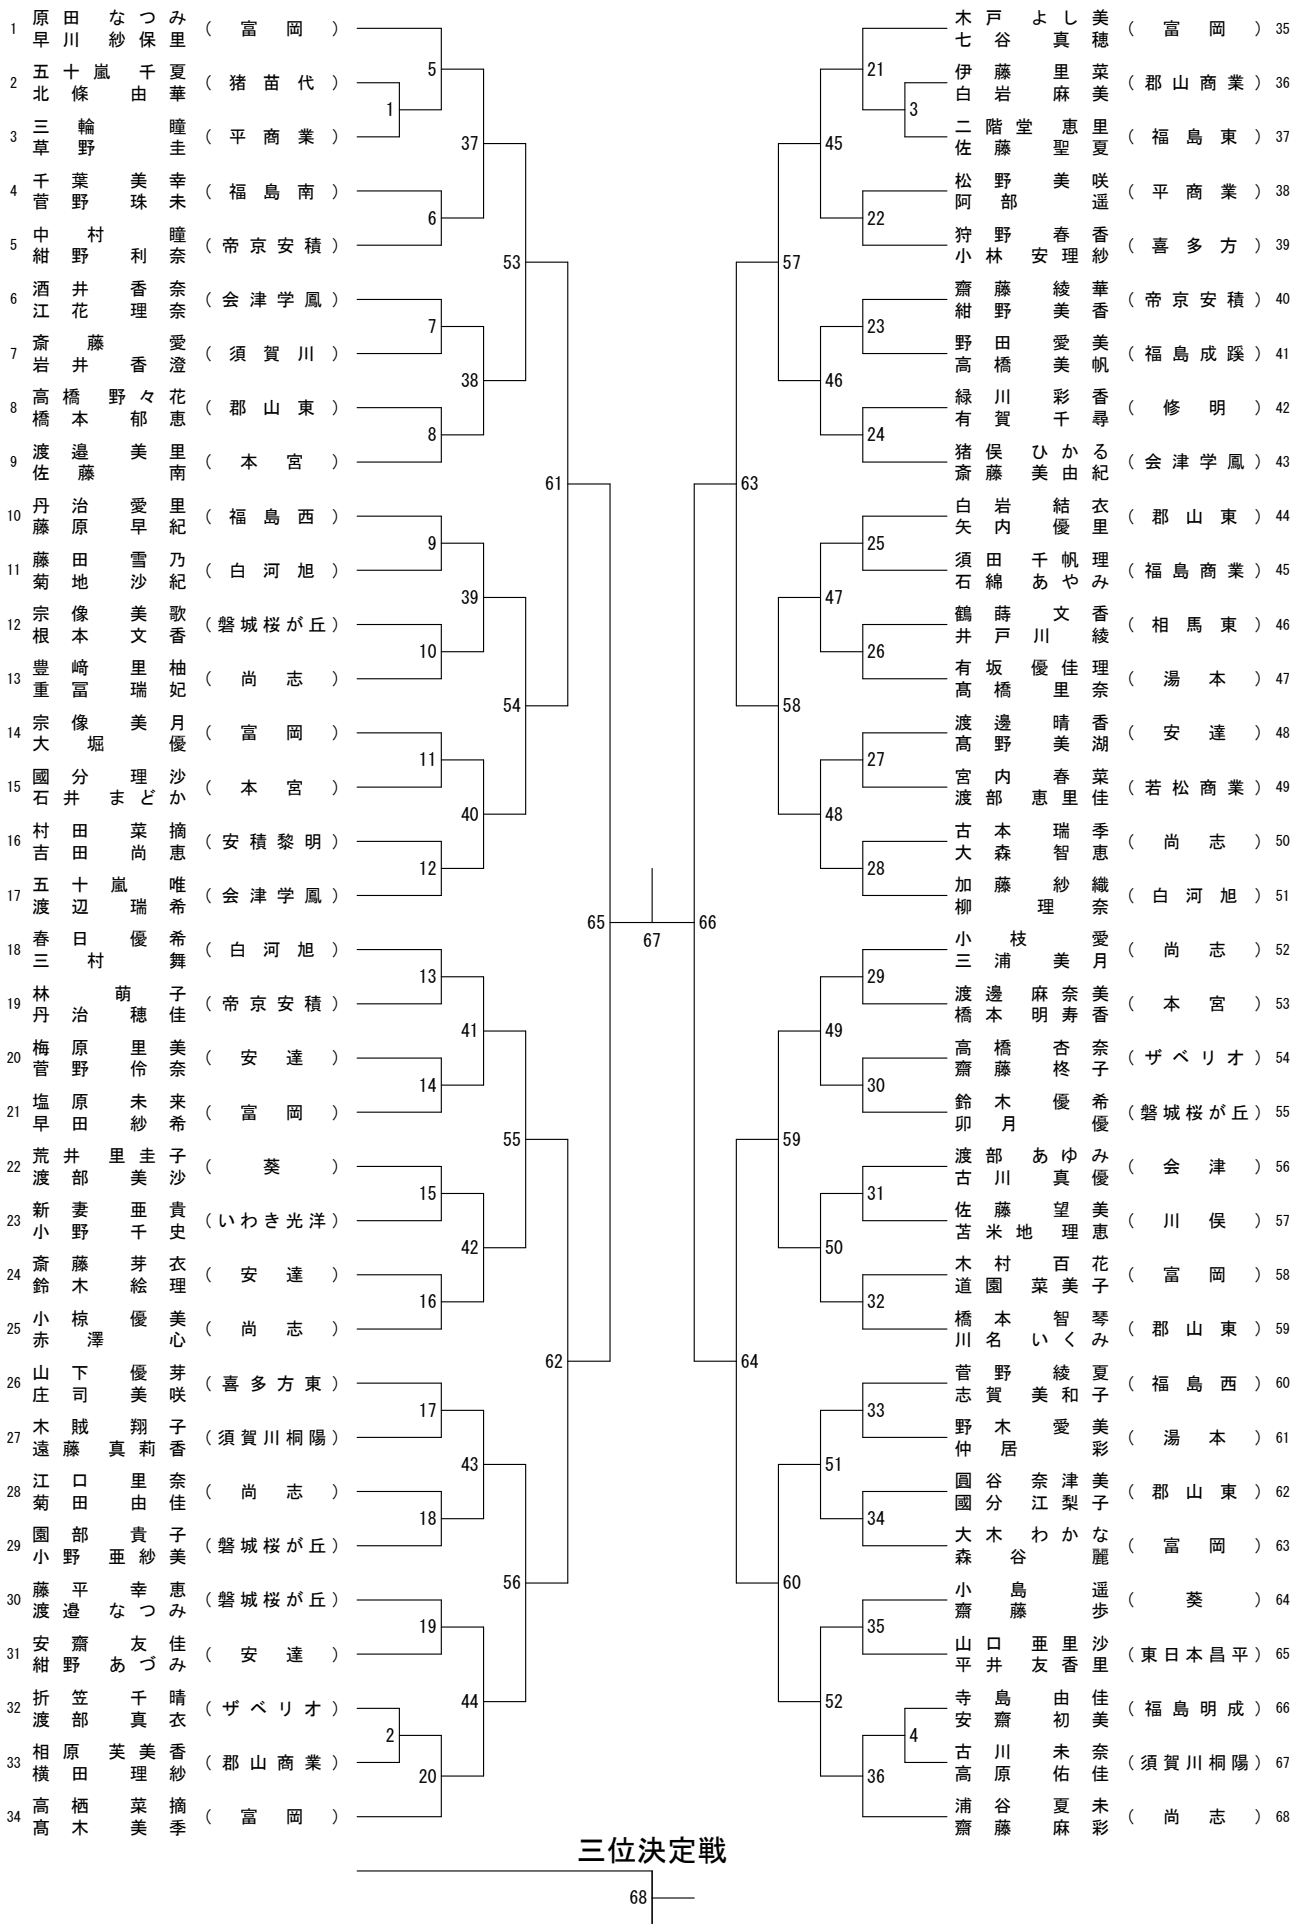 1 原田 なつみ 早川 紗保里 (富岡)
2 五十嵐 千夏 北條 由華 (猪苗代)
3 三輪 瞳 草野 圭 (平商業)
4 千葉 美幸 菅野 珠未 (福島南)
5 中村 瞳 紺野 利奈 (帝京安積)
6 酒井 香奈 江花 理奈 (会津学鳳)
7 斎藤 愛 岩井 香澄 (須賀川)
8 高橋 野々花 橋本 郁恵 (郡山東)
9 渡邉 美里 佐藤 南 (本宮)
10 丹治 愛里 藤原 早紀 (福島西)
11 藤田 雪乃 菊地 沙紀 (白河旭)
12 宗像 美歌 根本 文香 (磐城桜が丘)
13 豊﨑 里柚 重冨 瑞妃 (尚志)
14 宗像 美月 大堀 優 (富岡)
15 國分 理沙 石井 まどか (本宮)
16 村田 菜摘 吉田 尚恵 (安積黎明)
17 五十嵐 唯 渡辺 瑞希 (会津学鳳)
18 春日 優希 三村 舞 (白河旭)
19 林 萌子 丹治 穂佳 (帝京安積)
20 梅原 里美 菅野 伶奈 (安達)
21 塩原 未来 早田 紗希 (富岡)
22 荒井 里圭子 渡部 美沙 (葵)
23 新妻 亜貴 小野 千史 (いわき光洋)
24 斎藤 芽衣 鈴木 絵理 (安達)
25 小椋 優美 赤澤 心 (尚志)
26 山下 優芽 庄司 美咲 (喜多方東)
27 木賊 翔子 遠藤 真莉香 (須賀川桐陽)
28 江口 里奈 菊田 由佳 (尚志)
29 園部 貴子 小野 亜紗美 (磐城桜が丘)
30 藤平 幸恵 渡邉 なつみ (磐城桜が丘)
31 安齋 友佳 紺野 あづみ (安達)
32 折笠 千晴 渡部 真衣 (ザベリオ)
33 相原 芙美香 横田 理紗 (郡山商業)
34 高栖 菜摘 髙木 美季 (富岡)
1
2
5
6
7
8
9
10
11
12
13
14
15
16
17
18
19
20
37
38
39
40
41
42
43
44
53
54
55
56
61
62
65
67
66
63
64
57
58
59
60
45
46
47
48
49
50
51
52
21
22
23
24
25
26
27
28
29
30
31
32
33
34
35
36
3
4
木戸 よし美 七谷 真穂 (富岡) 35
伊藤 里菜 白岩 麻美 (郡山商業) 36
二階堂 恵里 佐藤 聖夏 (福島東) 37
松野 美咲 阿部 遥 (平商業) 38
狩野 春香 小林 安理紗 (喜多方) 39
齋藤 綾華 紺野 美香 (帝京安積) 40
野田 愛美 高橋 美帆 (福島成蹊) 41
緑川 彩香 有賀 千尋 (修明) 42
猪俣 ひかる 斎藤 美由紀 (会津学鳳) 43
白岩 結衣 矢内 優里 (郡山東) 44
須田 千帆理 石綿 あやみ (福島商業) 45
鶴蒔 文香 井戸川 綾 (相馬東) 46
有坂 優佳理 髙橋 里奈 (湯本) 47
渡邊 晴香 髙野 美湖 (安達) 48
宮内 春菜 渡部 恵里佳 (若松商業) 49
古本 瑞季 大森 智恵 (尚志) 50
加藤 紗織 柳 理奈 (白河旭) 51
小枝 愛 三浦 美月 (尚志) 52
渡邊 麻奈美 橋本 明寿香 (本宮) 53
高橋 杏奈 齋藤 柊子 (ザベリオ) 54
鈴木 優希 卯月 優 (磐城桜が丘) 55
渡部 あゆみ 古川 真優 (会津) 56
佐藤 望美 苫米地 理恵 (川俣) 57
木村 百花 道園 菜美子 (富岡) 58
橋本 智琴 川名 いくみ (郡山東) 59
菅野 綾夏 志賀 美和子 (福島西) 60
野木 愛美 仲居 彩 (湯本) 61
圓谷 奈津美 國分 江梨子 (郡山東) 62
大木 わかな 森谷 麗 (富岡) 63
小島 遥 齋藤 歩 (葵) 64
山口 亜里沙 平井 友香里 (東日本昌平) 65
寺島 由佳 安齋 初美 (福島明成) 66
古川 未奈 高原 佑佳 (須賀川桐陽) 67
浦谷 夏未 齋藤 麻彩 (尚志) 68
三位決定戦
68